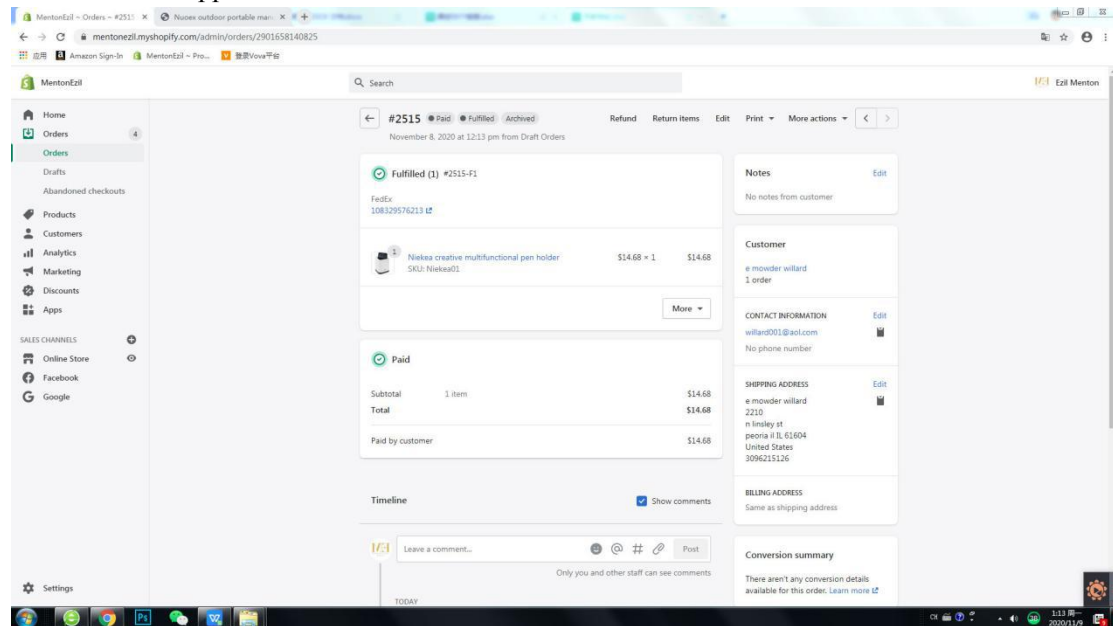 MentonEzil ~ Orders ~ #2515
Nuoex outdoor portable man
mentonezil.myshopify.com/admin/orders/2901658140825
应用
Amazon Sign-In
MentonEzil ~ Pro...
登录Vova平台
MentonEzil
Search
Ezil Menton
Home
Orders 4
Orders
Drafts
Abandoned checkouts
Products
Customers
Analytics
Marketing
Discounts
Apps
SALES CHANNELS
Online Store
Facebook
Google
Settings
#2515 Paid Fulfilled Archived
Refund Return items Edit Print More actions
November 8, 2020 at 12:13 pm from Draft Orders
Fulfilled (1) #2515-F1
FedEx
108329576213
1
Niekea creative multifunctional pen holder $14.68 × 1 $14.68
SKU: Niekea01
More
Paid
Subtotal 1 item $14.68
Total $14.68
Paid by customer $14.68
Timeline
Show comments
Leave a comment...
Post
Only you and other staff can see comments
TODAY
Notes Edit
No notes from customer
Customer
e mowder willard
1 order
CONTACT INFORMATION Edit
willard001@aol.com
No phone number
SHIPPING ADDRESS Edit
e mowder willard
2210
n linsley st
peoria il IL 61604
United States
3096215126
BILLING ADDRESS
Same as shipping address
Conversion summary
There aren't any conversion details
available for this order. Learn more
Ps
CH
1:13 周一
2020/11/9